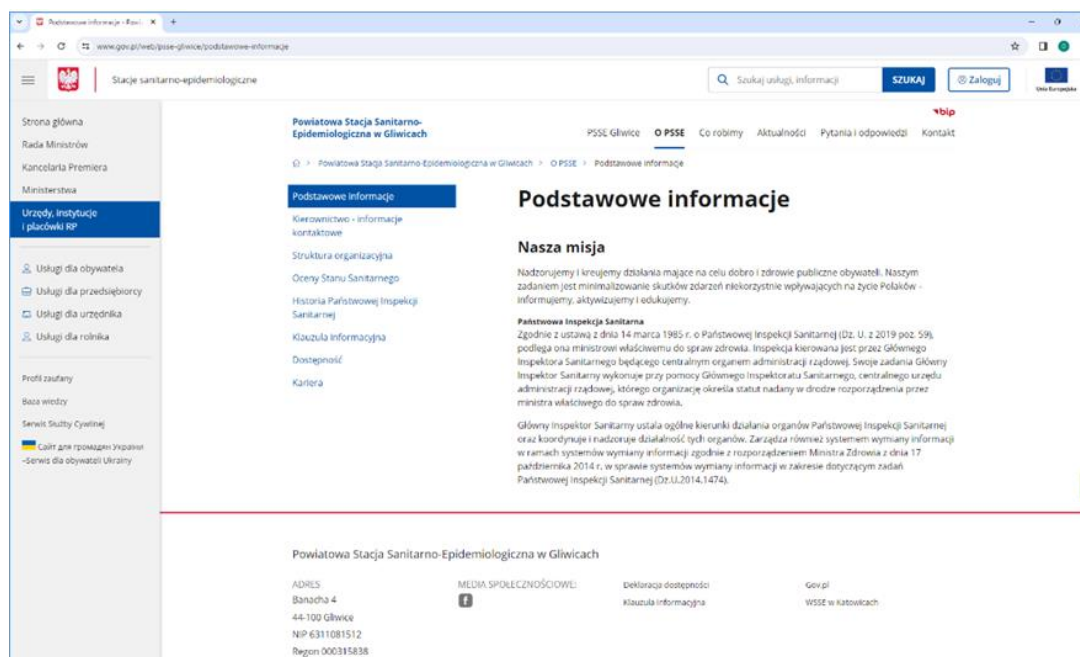 Podstawowe informacje - Powi
www.gov.pl/web/psse-gliwice/podstawowe-informacje
Stacje sanitarno-epidemiologiczne
Szukaj usługi, informacji
SZUKAJ
Zaloguj
Unia Europejska
Strona główna
Rada Ministrów
Kancelaria Premiera
Ministerstwa
Urzędy, instytucje
i placówki RP
Usługi dla obywatela
Usługi dla przedsiębiorcy
Usługi dla urzędnika
Usługi dla rolnika
Profil zaufany
Baza wiedzy
Serwis Służby Cywilnej
Сайт для громадян України
–Serwis dla obywateli Ukrainy
bip
Powiatowa Stacja Sanitarno-
Epidemiologiczna w Gliwicach
PSSE Gliwice O PSSE Co robimy Aktualności Pytania i odpowiedzi Kontakt
> Powiatowa Stacja Sanitarno-Epidemiologiczna w Gliwicach > O PSSE > Podstawowe informacje
Podstawowe informacje
Kierownictwo - informacje
kontaktowe
Struktura organizacyjna
Oceny Stanu Sanitarnego
Historia Państwowej Inspekcji
Sanitarnej
Klauzula informacyjna
Dostępność
Kariera
Podstawowe informacje
Nasza misja
Nadzorujemy i kreujemy działania mające na celu dobro i zdrowie publiczne obywateli. Naszym
zadaniem jest minimalizowanie skutków zdarzeń niekorzystnie wpływających na życie Polaków –
informujemy, aktywizujemy i edukujemy.
Państwowa Inspekcja Sanitarna
Zgodnie z ustawą z dnia 14 marca 1985 r. o Państwowej Inspekcji Sanitarnej (Dz. U. z 2019 poz. 59),
podlega ona ministrowi właściwemu do spraw zdrowia. Inspekcja kierowana jest przez Głównego
Inspektora Sanitarnego będącego centralnym organem administracji rządowej. Swoje zadania Główny
Inspektor Sanitarny wykonuje przy pomocy Głównego Inspektoratu Sanitarnego, centralnego urzędu
administracji rządowej, którego organizację określa statut nadany w drodze rozporządzenia przez
ministra właściwego do spraw zdrowia.
Główny Inspektor Sanitarny ustala ogólne kierunki działania organów Państwowej Inspekcji Sanitarnej
oraz koordynuje i nadzoruje działalność tych organów. Zarządza również systemem wymiany informacji
w ramach systemów wymiany informacji zgodnie z rozporządzeniem Ministra Zdrowia z dnia 17
października 2014 r. w sprawie systemów wymiany informacji w zakresie dotyczącym zadań
Państwowej Inspekcji Sanitarnej (Dz.U.2014.1474).
Powiatowa Stacja Sanitarno-Epidemiologiczna w Gliwicach
ADRES
Banacha 4
44-100 Gliwice
NIP 6311081512
Regon 000315838
MEDIA SPOŁECZNOŚCIOWE:
Deklaracja dostępności
Klauzula informacyjna
Gov.pl
WSSE w Katowicach